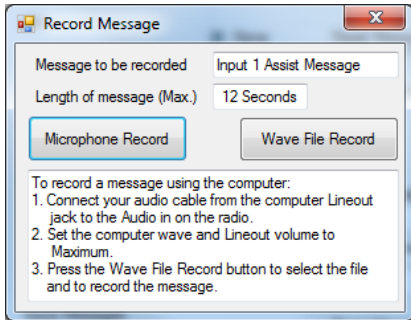 Record Message
Message to be recorded Input 1 Assist Message
Length of message (Max.) 12 Seconds
Microphone Record Wave File Record
To record a message using the computer:
1. Connect your audio cable from the computer Lineout
jack to the Audio in on the radio.
2. Set the computer wave and Lineout volume to
Maximum.
3. Press the Wave File Record button to select the file
and to record the message.